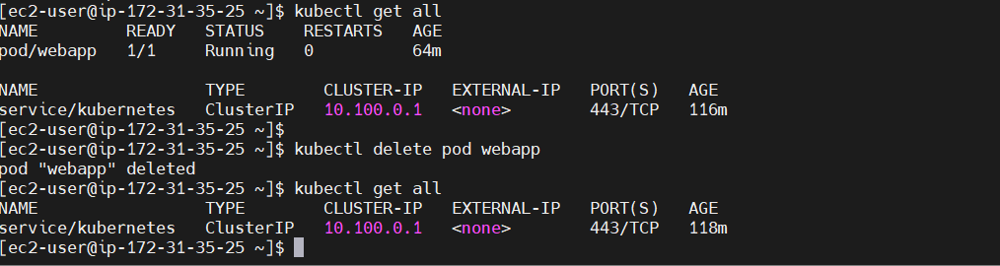 [ec2-user@ip-172-31-35-25 ~]$ kubectl get all
NAME         READY   STATUS    RESTARTS   AGE
pod/webapp   1/1     Running   0          64m

NAME                 TYPE        CLUSTER-IP   EXTERNAL-IP   PORT(S)   AGE
service/kubernetes   ClusterIP   10.100.0.1   <none>        443/TCP   116m
[ec2-user@ip-172-31-35-25 ~]$
[ec2-user@ip-172-31-35-25 ~]$ kubectl delete pod webapp
pod "webapp" deleted
[ec2-user@ip-172-31-35-25 ~]$ kubectl get all
NAME                 TYPE        CLUSTER-IP   EXTERNAL-IP   PORT(S)   AGE
service/kubernetes   ClusterIP   10.100.0.1   <none>        443/TCP   118m
[ec2-user@ip-172-31-35-25 ~]$